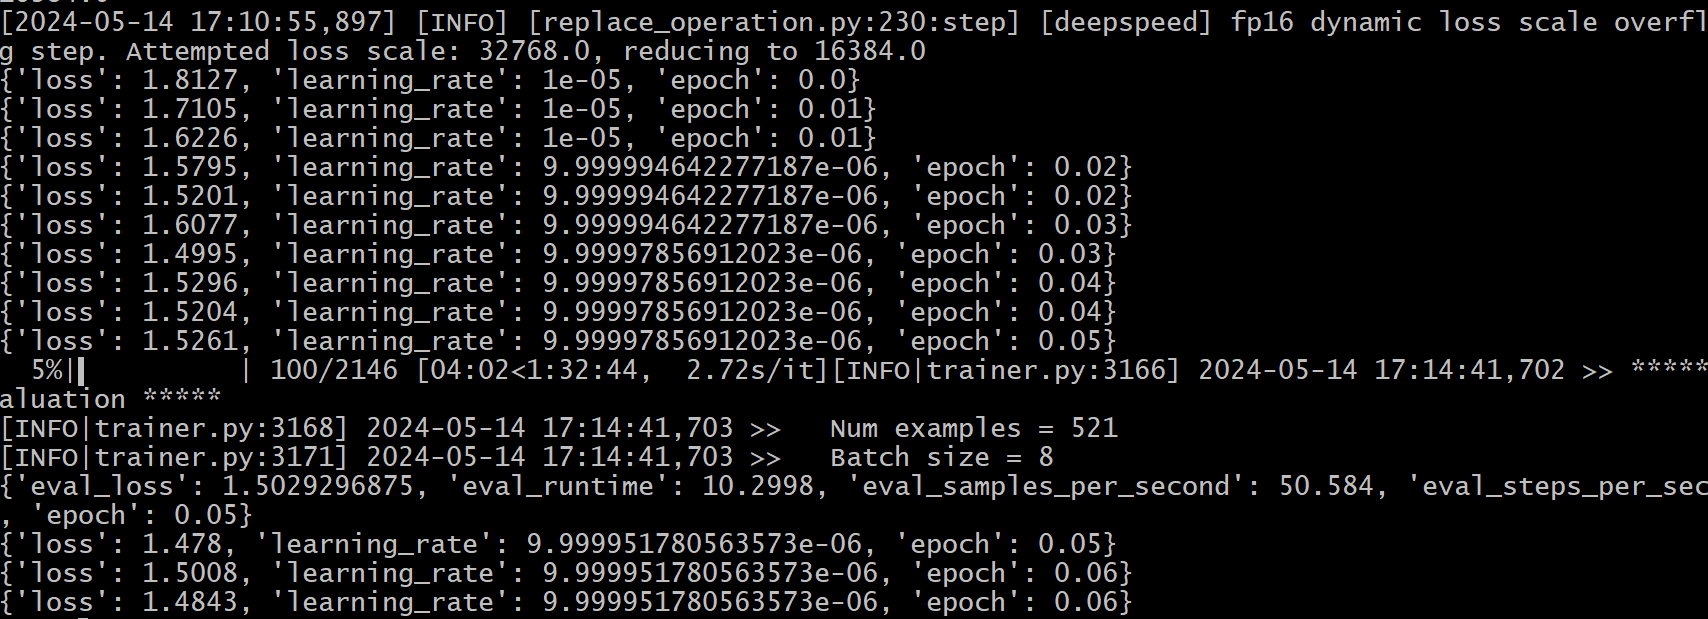 [2024-05-14 17:10:55,897] [INFO] [replace_operation.py:230:step] [deepspeed] fp16 dynamic loss scale overfl
g step. Attempted loss scale: 32768.0, reducing to 16384.0
{'loss': 1.8127, 'learning_rate': 1e-05, 'epoch': 0.0}
{'loss': 1.7105, 'learning_rate': 1e-05, 'epoch': 0.01}
{'loss': 1.6226, 'learning_rate': 1e-05, 'epoch': 0.01}
{'loss': 1.5795, 'learning_rate': 9.999994642277187e-06, 'epoch': 0.02}
{'loss': 1.5201, 'learning_rate': 9.999994642277187e-06, 'epoch': 0.02}
{'loss': 1.6077, 'learning_rate': 9.999994642277187e-06, 'epoch': 0.03}
{'loss': 1.4995, 'learning_rate': 9.99997856912023e-06, 'epoch': 0.03}
{'loss': 1.5296, 'learning_rate': 9.99997856912023e-06, 'epoch': 0.04}
{'loss': 1.5204, 'learning_rate': 9.99997856912023e-06, 'epoch': 0.04}
{'loss': 1.5261, 'learning_rate': 9.99997856912023e-06, 'epoch': 0.05}
5%| | 100/2146 [04:02<1:32:44, 2.72s/it][INFO|trainer.py:3166] 2024-05-14 17:14:41,702 >> *****
aluation *****
[INFO|trainer.py:3168] 2024-05-14 17:14:41,703 >> Num examples = 521
[INFO|trainer.py:3171] 2024-05-14 17:14:41,703 >> Batch size = 8
{'eval_loss': 1.5029296875, 'eval_runtime': 10.2998, 'eval_samples_per_second': 50.584, 'eval_steps_per_sec
, 'epoch': 0.05}
{'loss': 1.478, 'learning_rate': 9.999951780563573e-06, 'epoch': 0.05}
{'loss': 1.5008, 'learning_rate': 9.999951780563573e-06, 'epoch': 0.06}
{'loss': 1.4843, 'learning_rate': 9.999951780563573e-06, 'epoch': 0.06}